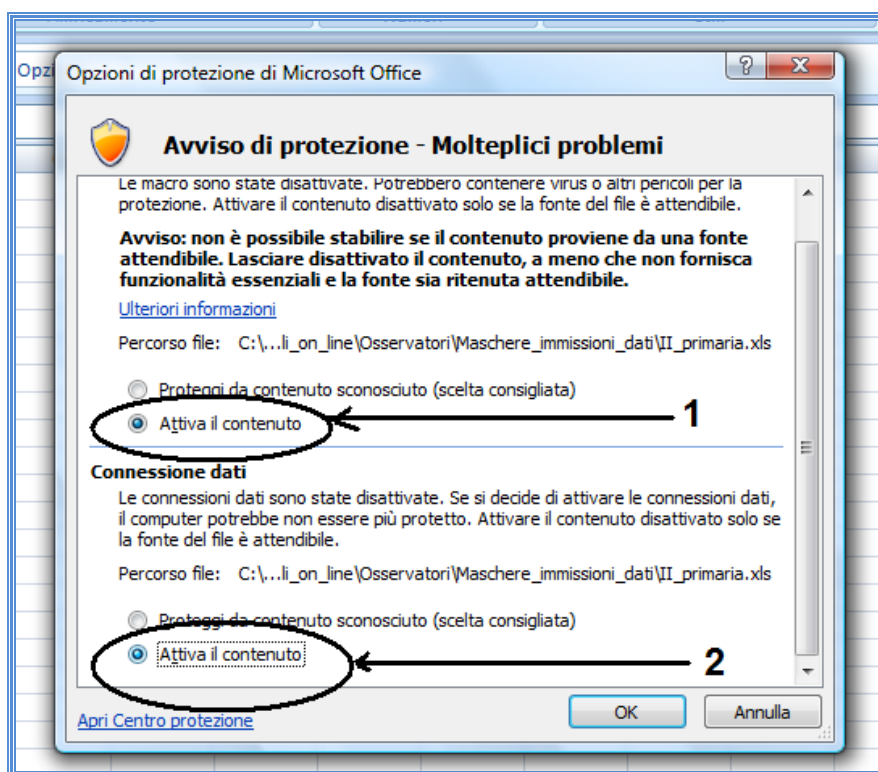 Opzi
Opzioni di protezione di Microsoft Office
Avviso di protezione - Molteplici problemi
Le macro sono state disattivate. Potrebbero contenere virus o altri pericoli per la
protezione. Attivare il contenuto disattivato solo se la fonte del file è attendibile.
Avviso: non è possibile stabilire se il contenuto proviene da una fonte
attendibile. Lasciare disattivato il contenuto, a meno che non fornisca
funzionalità essenziali e la fonte sia ritenuta attendibile.
Ulteriori informazioni
Percorso file: C:\...li_on_line\Osservatori\Maschere_immissioni_dati\II_primaria.xls
Proteggi da contenuto sconosciuto (scelta consigliata)
Attiva il contenuto 1
Connessione dati
Le connessioni dati sono state disattivate. Se si decide di attivare le connessioni dati,
il computer potrebbe non essere più protetto. Attivare il contenuto disattivato solo se
la fonte del file è attendibile.
Percorso file: C:\...li_on_line\Osservatori\Maschere_immissioni_dati\II_primaria.xls
Proteggi da contenuto sconosciuto (scelta consigliata)
Attiva il contenuto 2
Apri Centro protezione
OK Annulla